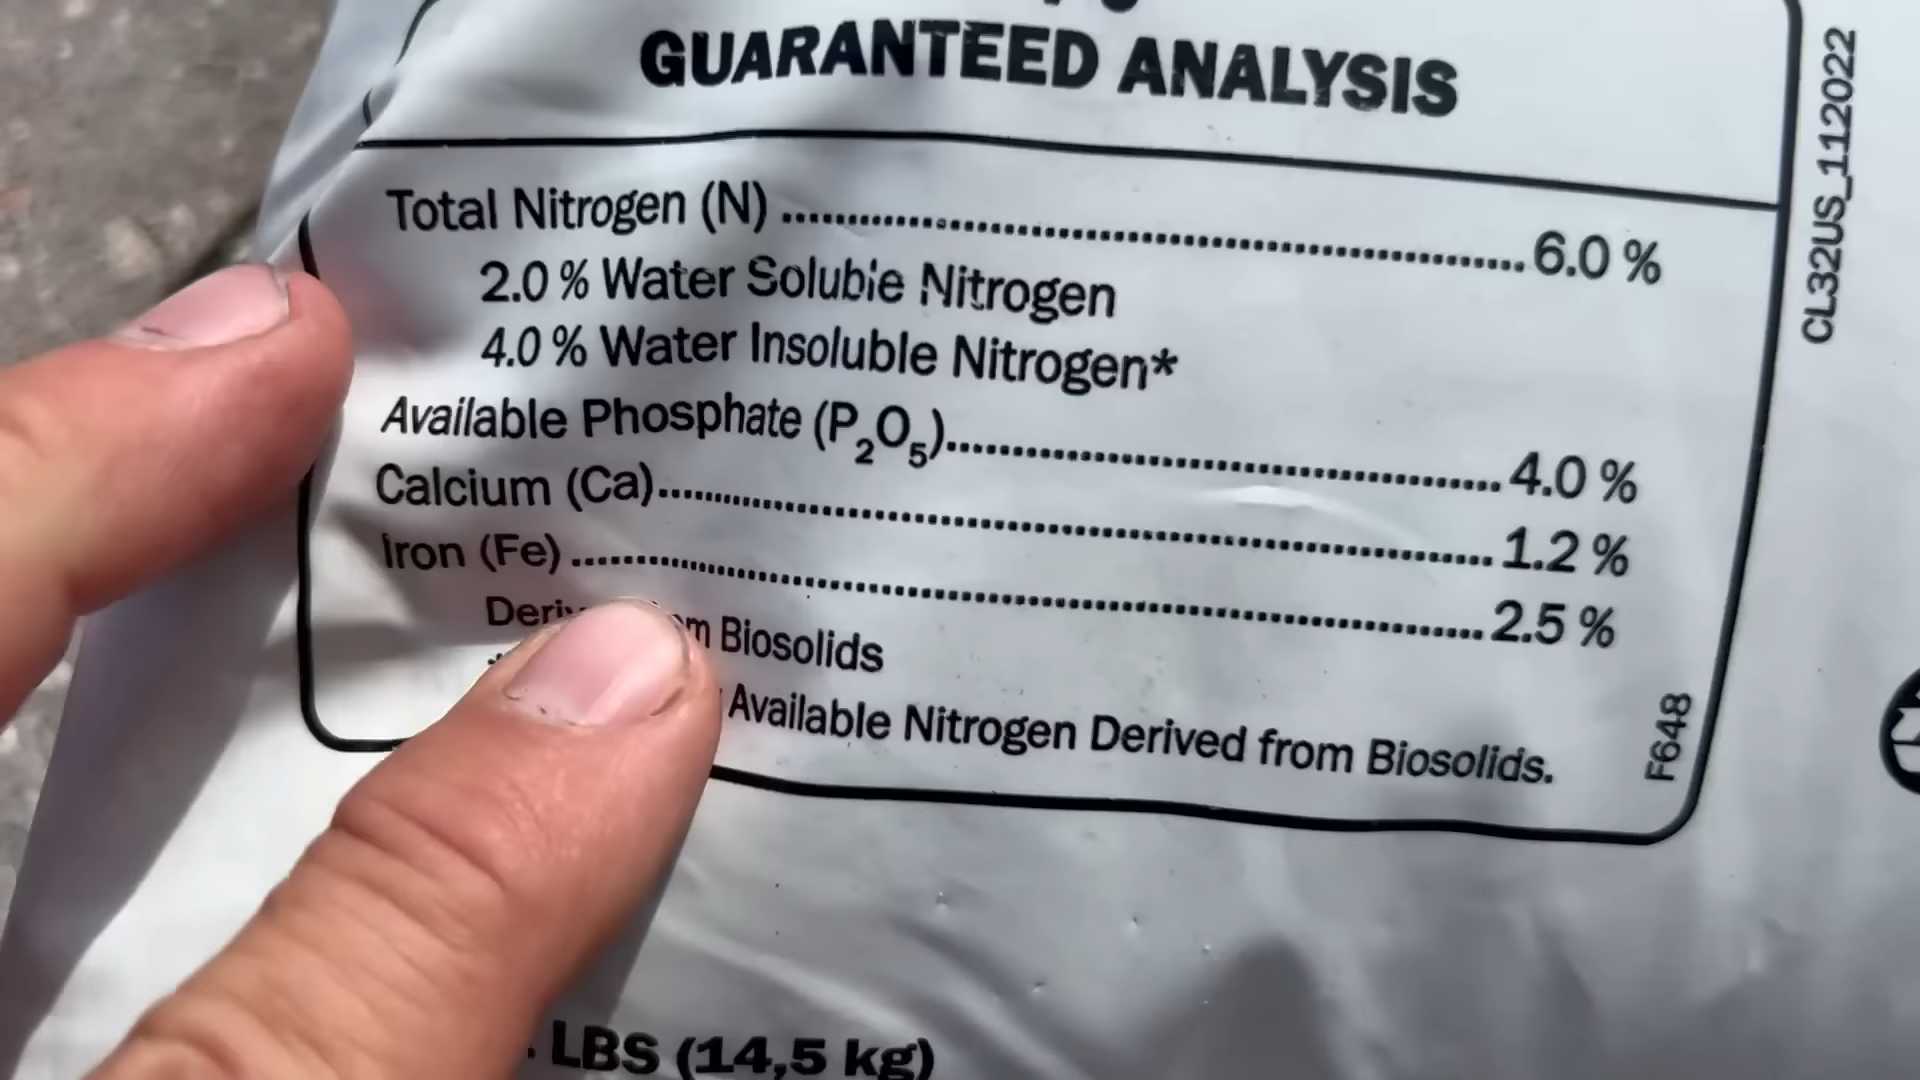 GUARANTEED ANALYSIS
Total Nitrogen (N) ........ 6.0 %
2.0 % Water Soluble Nitrogen
4.0 % Water Insoluble Nitrogen*
Available Phosphate (P₂O₅) ........ 4.0 %
Calcium (Ca) ........ 1.2 %
Iron (Fe) ........ 2.5 %
Biosolids
Available Nitrogen Derived from Biosolids.
F648
CL32US_112022
LBS (14,5 kg)